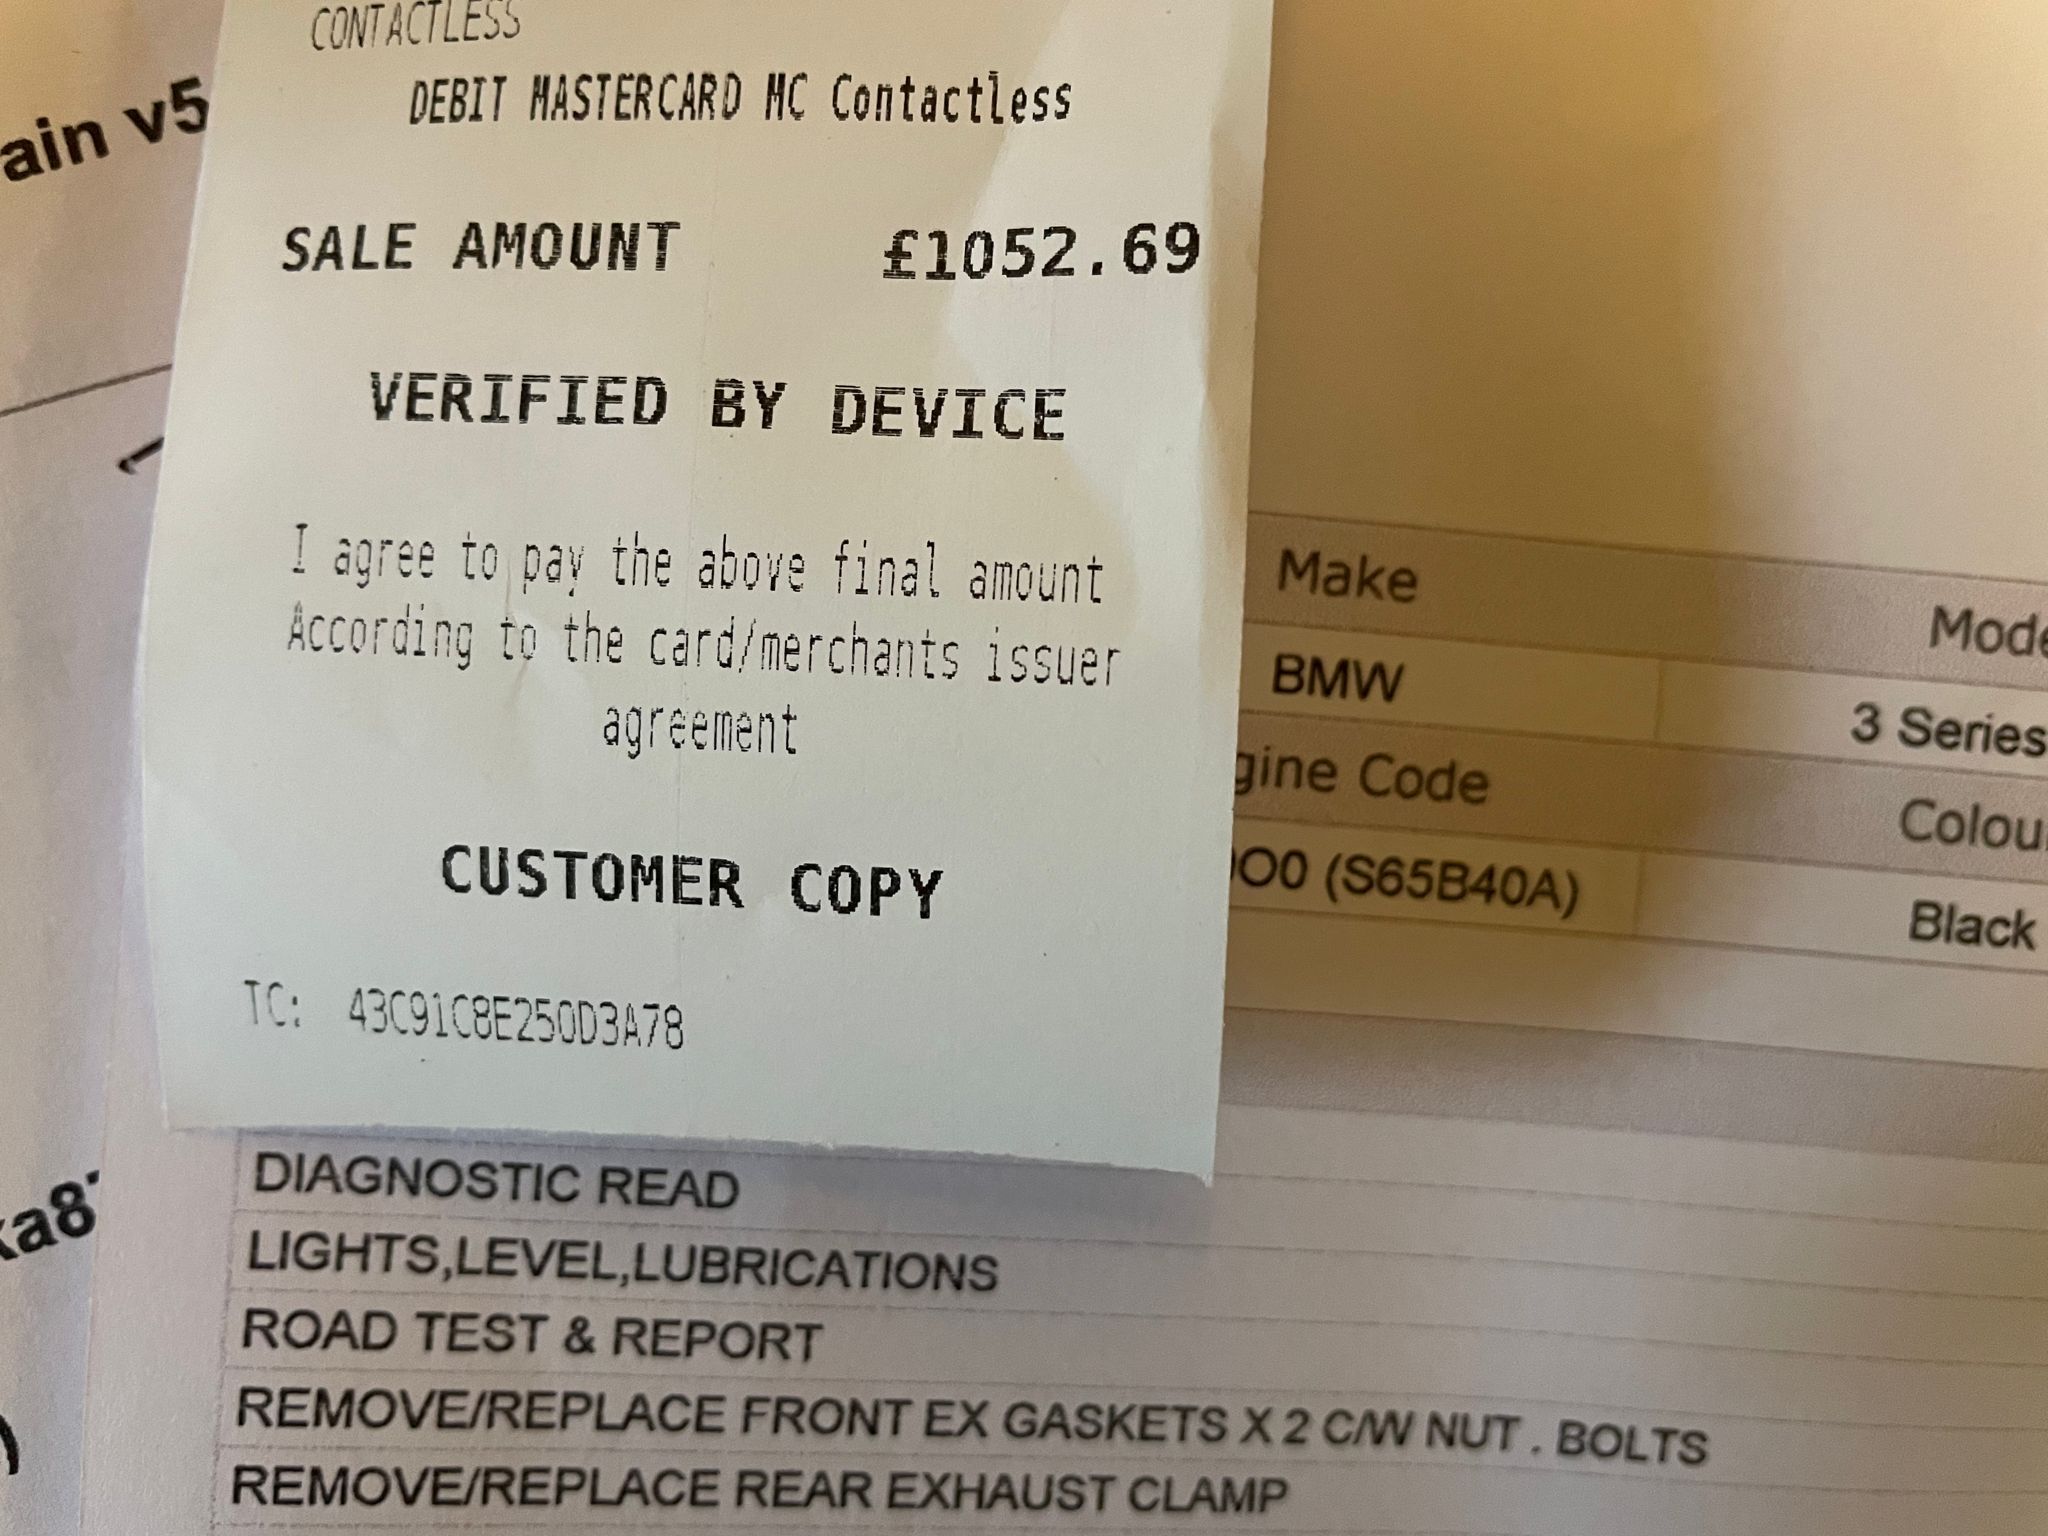 CONTACTLESS
DEBIT MASTERCARD MC Contactless
SALE AMOUNT £1052.69
VERIFIED BY DEVICE
I agree to pay the above final amount
According to the card/merchants issuer
agreement
CUSTOMER COPY
TC: 43C91C8E250D3A78
ain v5
Make Mode
BMW 3 Series
gine Code Colou
OO0 (S65B40A) Black
DIAGNOSTIC READ
LIGHTS,LEVEL,LUBRICATIONS
ROAD TEST & REPORT
REMOVE/REPLACE FRONT EX GASKETS X 2 C/W NUT . BOLTS
REMOVE/REPLACE REAR EXHAUST CLAMP